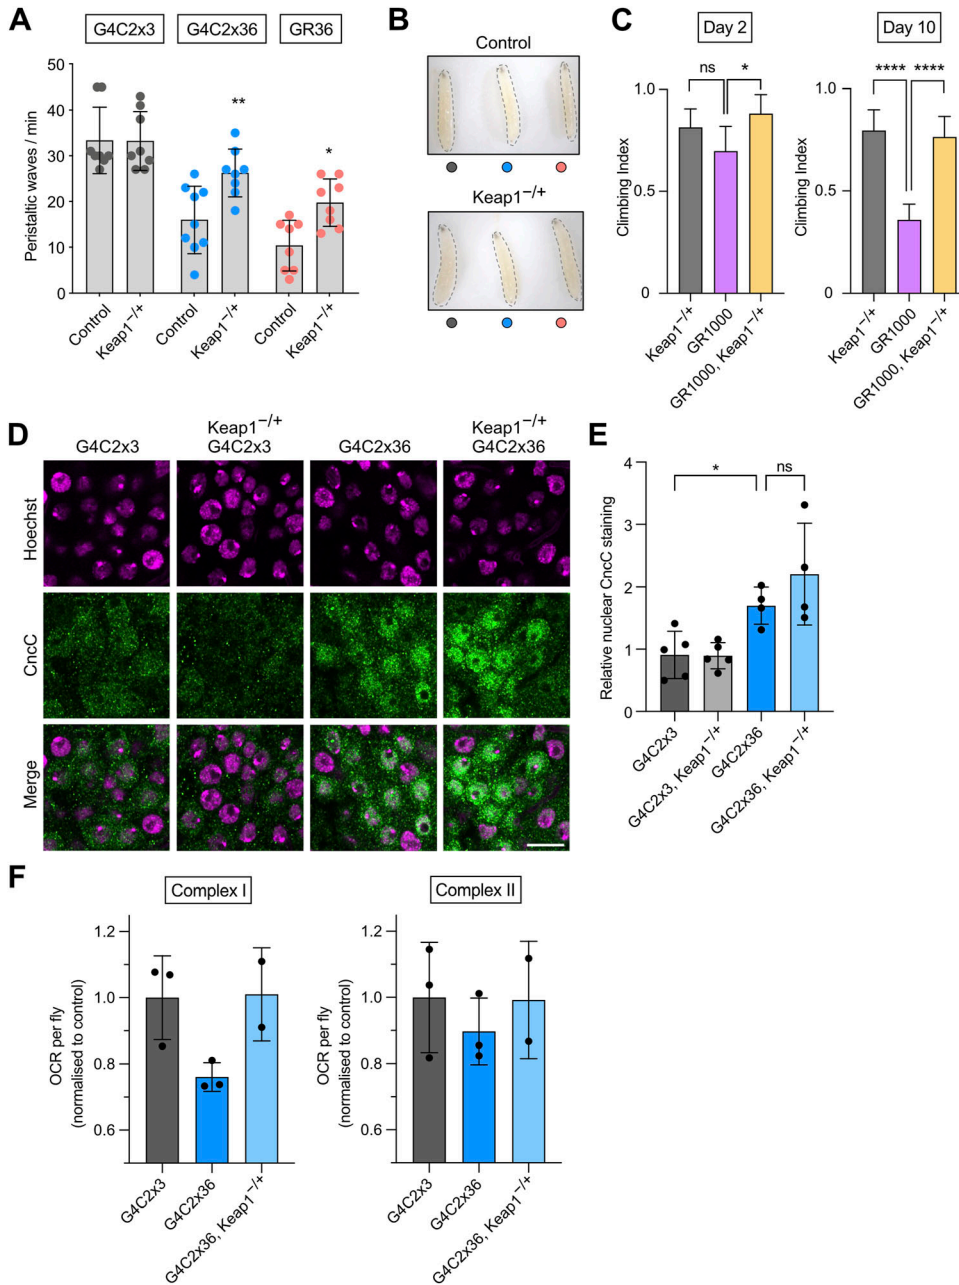 A
G4C2x3
G4C2x36
GR36
Peristaltic waves / min
50
40
30
20
10
0
**
*
Control
Keap1⁻/⁺
Control
Keap1⁻/⁺
Control
Keap1⁻/⁺
B
Control
Keap1⁻/⁺
C
Day 2
Climbing Index
1.0
0.5
0
ns
*
Keap1⁻/⁺
GR1000
GR1000, Keap1⁻/⁺
Day 10
Climbing Index
1.0
0.5
0
****
****
Keap1⁻/⁺
GR1000
GR1000, Keap1⁻/⁺
D
G4C2x3
Keap1⁻/⁺
G4C2x3
G4C2x36
Keap1⁻/⁺
G4C2x36
Hoechst
CncC
Merge
E
Relative nuclear CncC staining
4
3
2
1
0
*
ns
G4C2x3
G4C2x3, Keap1⁻/⁺
G4C2x36
G4C2x36, Keap1⁻/⁺
F
Complex I
OCR per fly
(normalised to control)
1.2
1.0
0.8
0.6
G4C2x3
G4C2x36
G4C2x36, Keap1⁻/⁺
Complex II
OCR per fly
(normalised to control)
1.2
1.0
0.8
0.6
G4C2x3
G4C2x36
G4C2x36, Keap1⁻/⁺